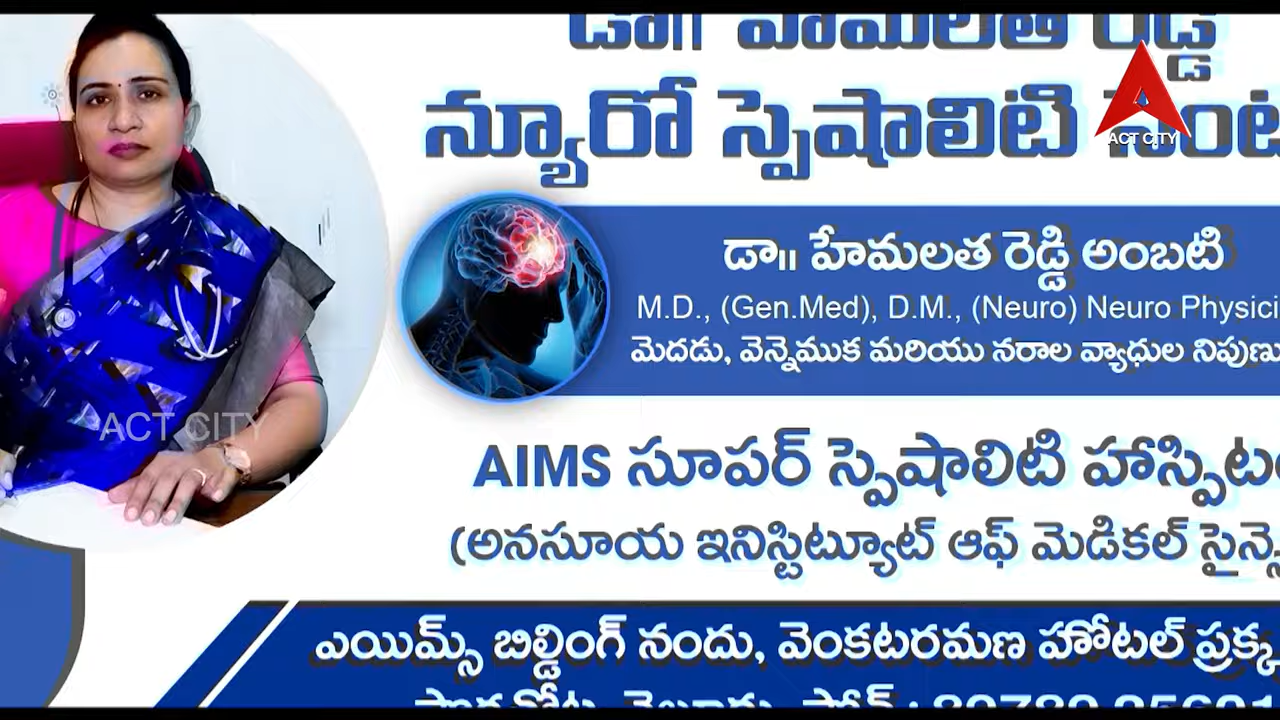 డా॥ హేమలత రెడ్డి
న్యూరో స్పెషాలిటి
ACT CITY
డా॥ హేమలత రెడ్డి అంబటి
M.D., (Gen.Med), D.M., (Neuro) Neuro
మెదడు, వెన్నెముక మరియు నరాల వ్యాధుల
ACT CITY
AIMS సూపర్ స్పెషాలిటి
(అనసూయ ఇనిస్టిట్యూట్ ఆఫ్ మెడికల్
ఎయిమ్స్ బిల్డింగ్ నందు, వెంకటరమణ హోటల్ ప్రక్క